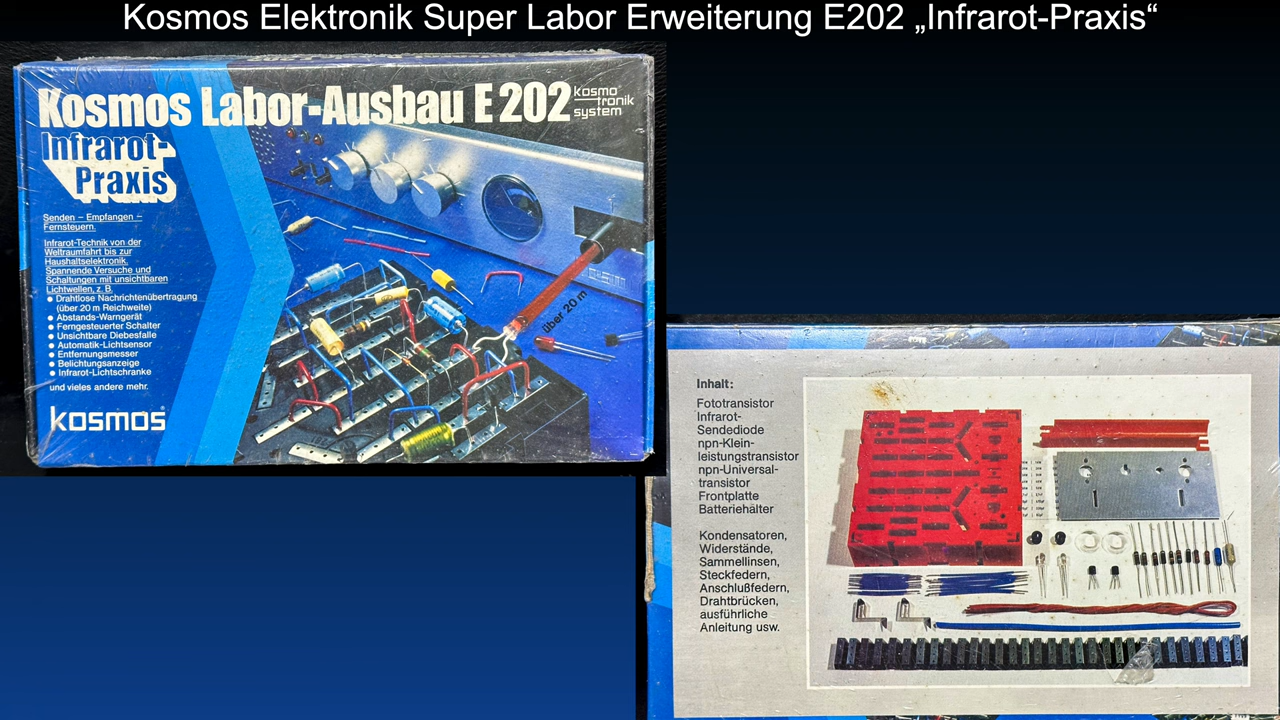 Kosmos Elektronik Super Labor Erweiterung E202 „Infrarot-Praxis“
Kosmos Labor-Ausbau E 202
kosmo
tronik
system
Infrarot-
Praxis
Senden – Empfangen –
Fernsteuern.
Infrarot-Technik von der
Weltraumfahrt bis zur
Haushaltselektronik.
Spannende Versuche und
Schaltungen mit unsichtbaren
Lichtwellen, z. B.
● Drahtlose Nachrichtenübertragung
(über 20 m Reichweite)
● Abstands-Warngerät
● Ferngesteuerter Schalter
● Unsichtbare Diebesfalle
● Automatik-Lichtsensor
● Entfernungsmesser
● Belichtungsanzeige
● Infrarot-Lichtschranke
und vieles andere mehr.
kosmos
über 20 m
Inhalt:
Fototransistor
Infrarot-
Sendediode
npn-Klein-
leistungstransistor
npn-Universal-
transistor
Frontplatte
Batteriehalter
Kondensatoren,
Widerstände,
Sammellinsen,
Steckfedern,
Anschlußfedern,
Drahtbrücken,
ausführliche
Anleitung usw.